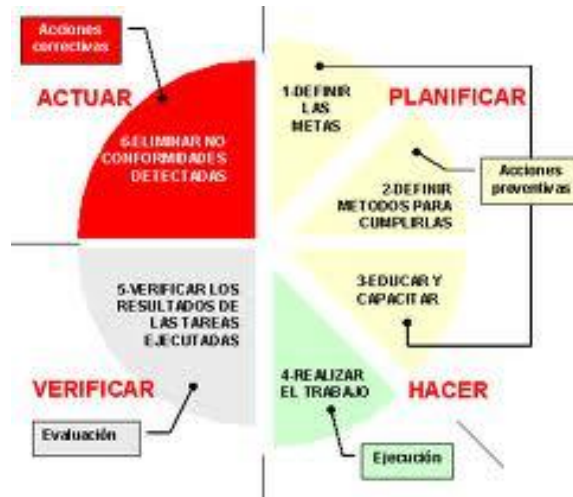 Acciones
correctivas
ACTUAR
6-ELIMINAR NO
CONFORMIDADES
DETECTADAS
1-DEFINIR
LAS
METAS
PLANIFICAR
Acciones
preventivas
2-DEFINIR
METODOS PARA
CUMPLIRLAS
3-EDUCAR Y
CAPACITAR
5-VERIFICAR LOS
RESULTADOS DE
LAS TAREAS
EJECUTADAS
VERIFICAR
Evaluación
4-REALIZAR
EL TRABAJO
HACER
Ejecución